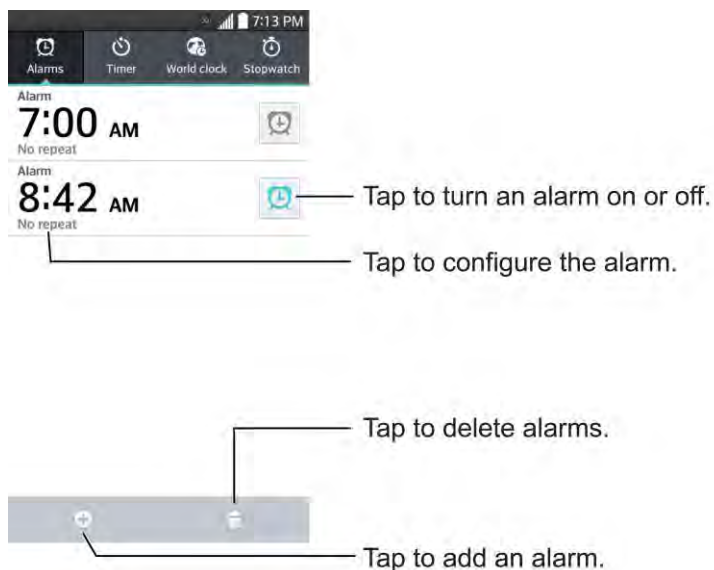 7:13 PM
Alarms Timer World clock Stopwatch
Alarm
7:00 AM
No repeat
Alarm
8:42 AM
No repeat
Tap to turn an alarm on or off.
Tap to configure the alarm.
Tap to delete alarms.
Tap to add an alarm.